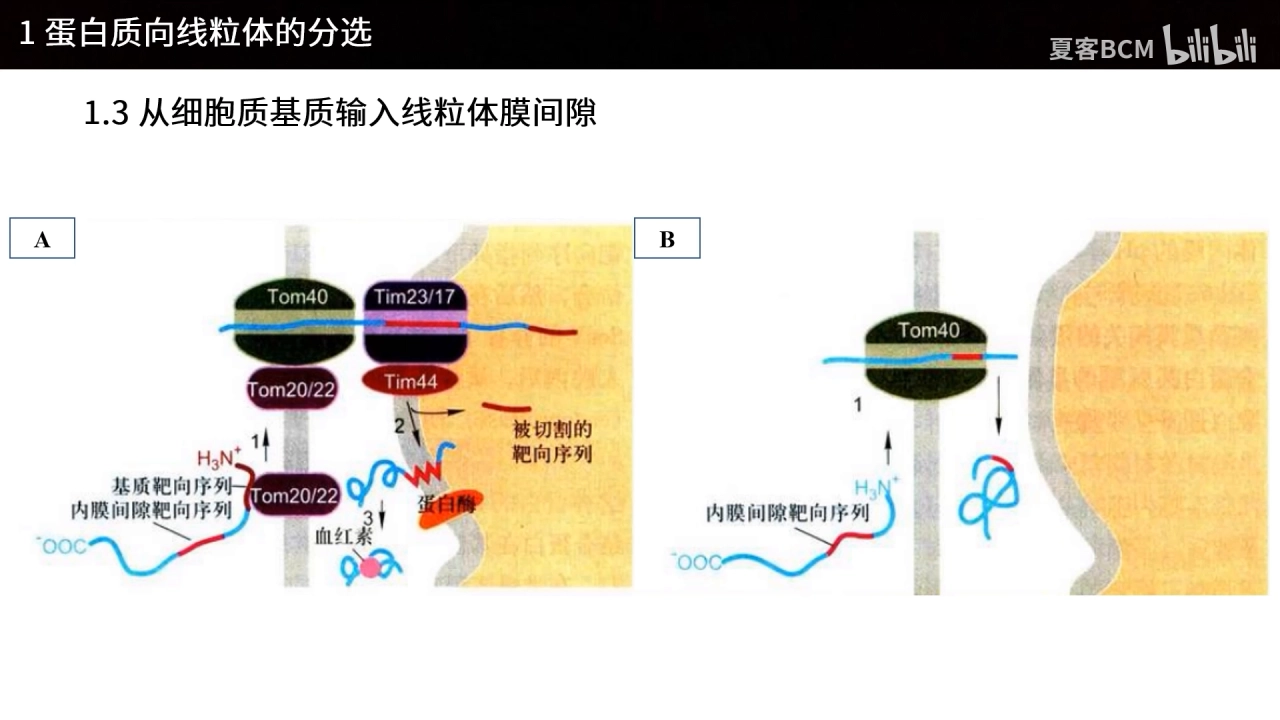 1 蛋白质向线粒体的分选
夏客BCM bilibili
1.3 从细胞质基质输入线粒体膜间隙
A
Tom40
Tim23/17
Tom20/22
Tim44
1
2
被切割的
靶向序列
H₃N⁺
基质靶向序列
Tom20/22
内膜间隙靶向序列
蛋白酶
3
血红素
⁻OOC
B
Tom40
1
H₃N⁺
内膜间隙靶向序列
⁻OOC